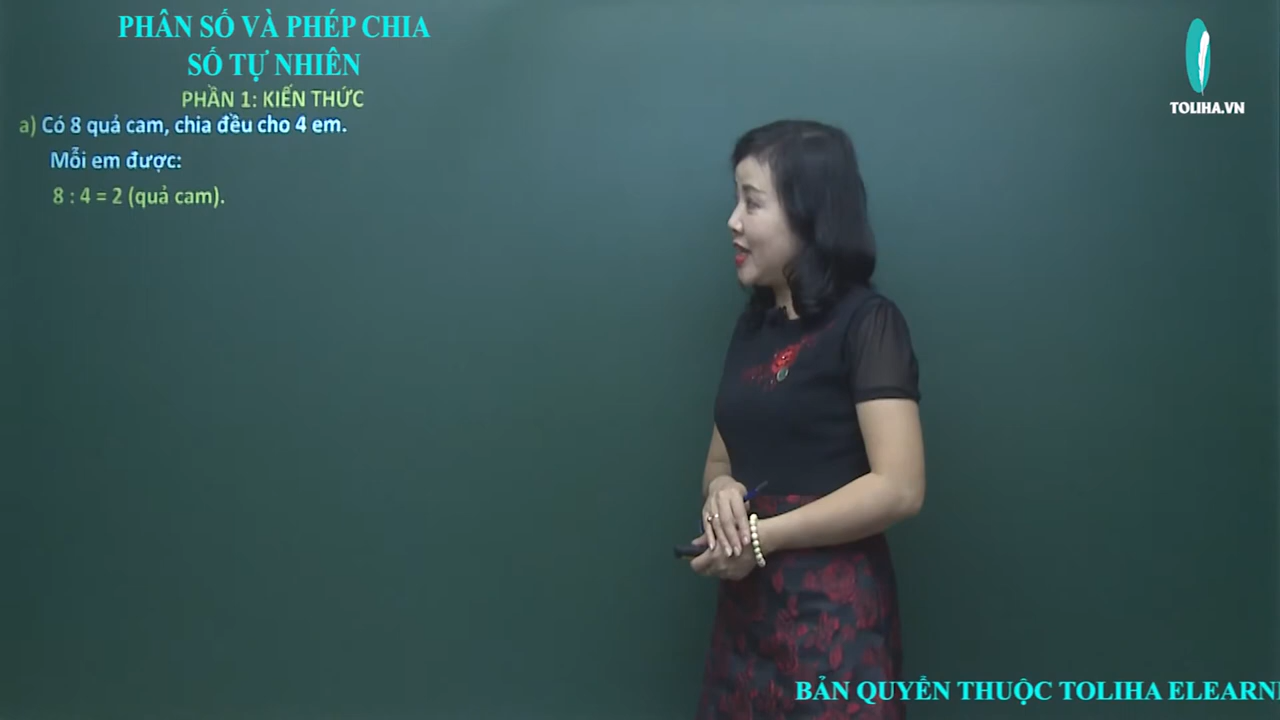 PHÂN SỐ VÀ PHÉP CHIA
SỐ TỰ NHIÊN
PHẦN 1: KIẾN THỨC
a) Có 8 quả cam, chia đều cho 4 em.
Mỗi em được:
8 : 4 = 2 (quả cam).
TOLIHA.VN
BẢN QUYỀN THUỘC TOLIHA ELEARN